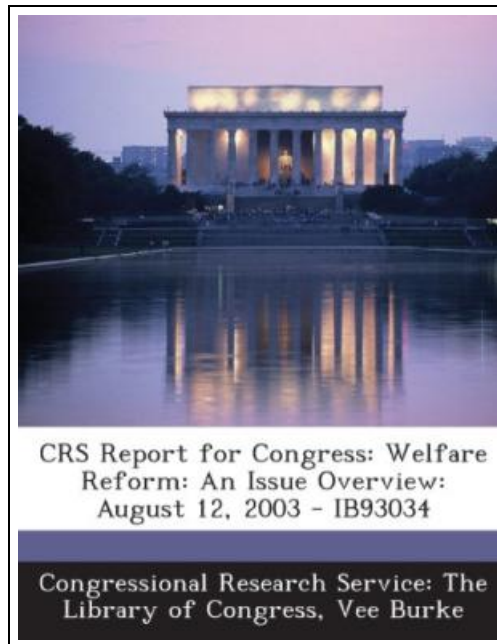 CRS Report for Congress: Welfare
Reform: An Issue Overview:
August 12, 2003 - IB93034
Congressional Research Service: The
Library of Congress, Vee Burke